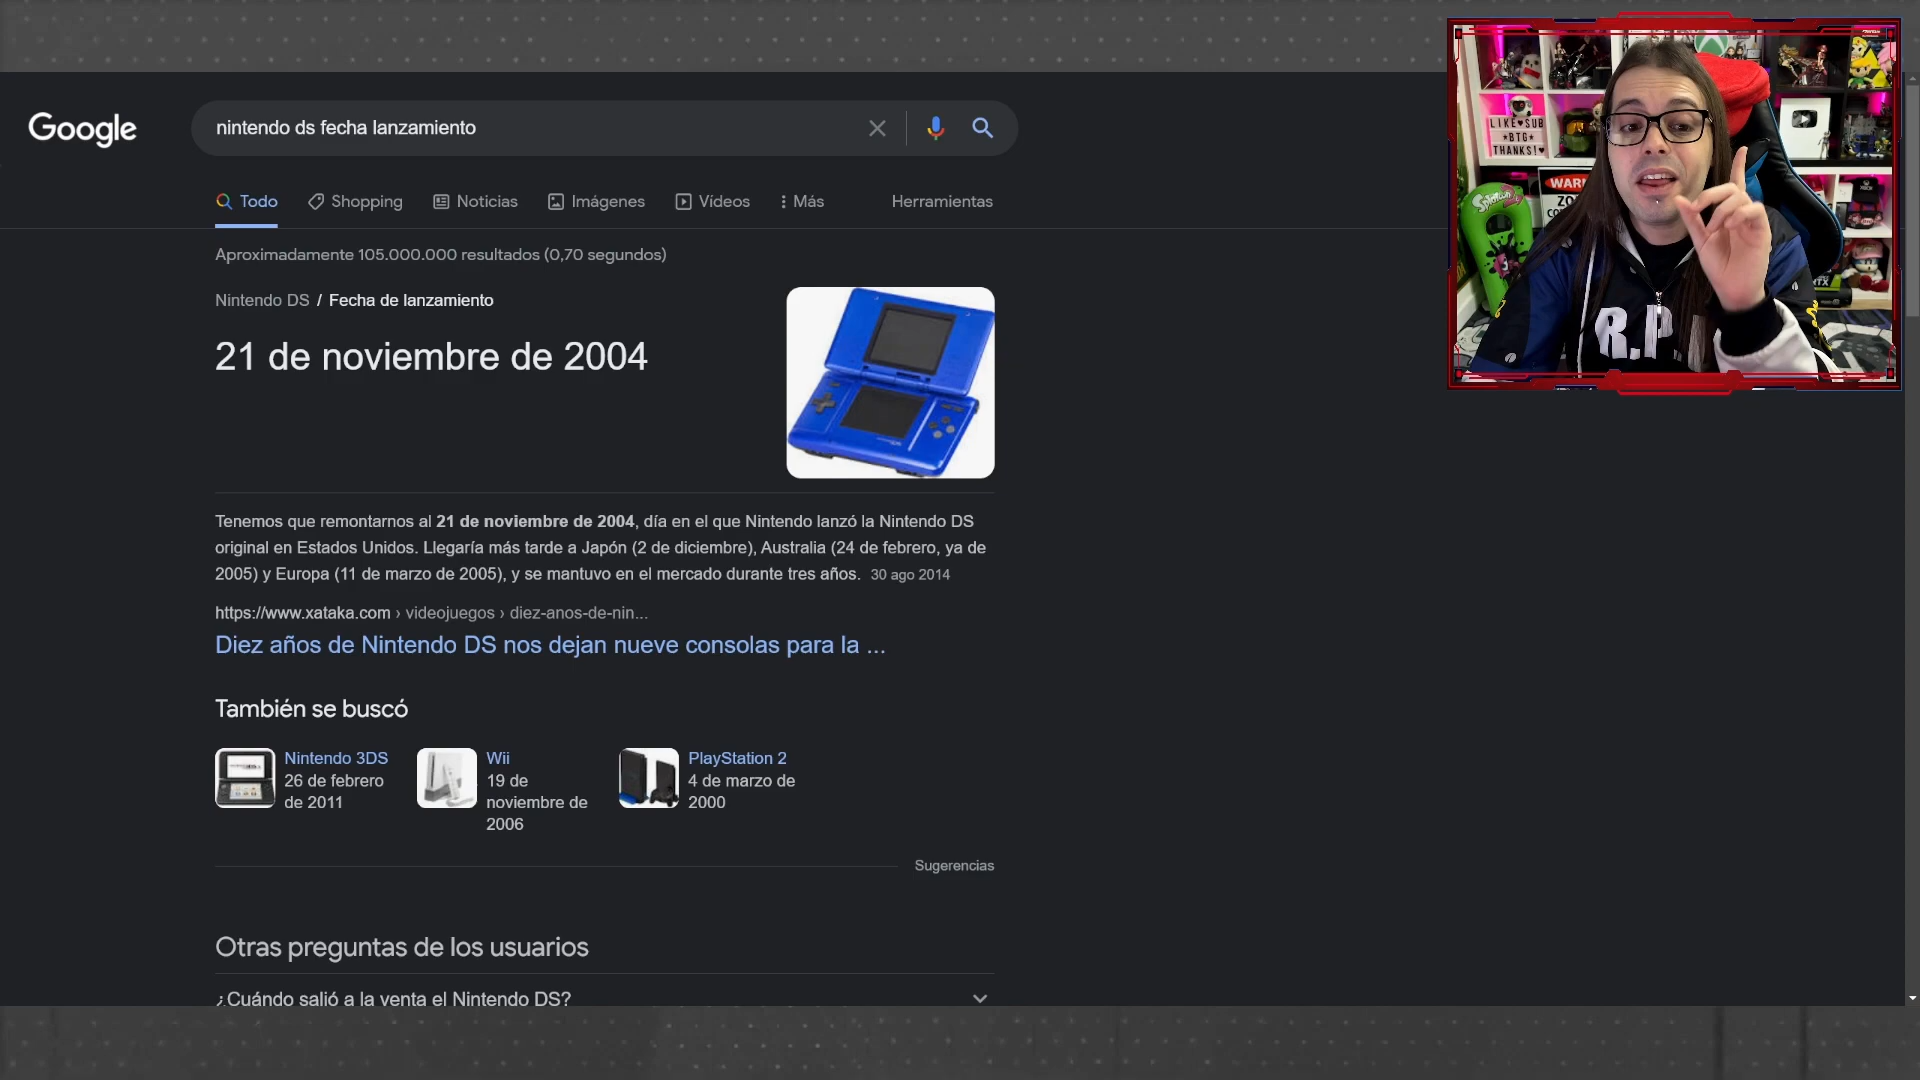 Google
nintendo ds fecha lanzamiento
Todo
Shopping
Noticias
Imágenes
Vídeos
Más
Herramientas
Aproximadamente 105.000.000 resultados (0,70 segundos)
Nintendo DS / Fecha de lanzamiento
21 de noviembre de 2004
Tenemos que remontarnos al 21 de noviembre de 2004, día en el que Nintendo lanzó la Nintendo DS
original en Estados Unidos. Llegaría más tarde a Japón (2 de diciembre), Australia (24 de febrero, ya de
2005) y Europa (11 de marzo de 2005), y se mantuvo en el mercado durante tres años. 30 ago 2014
https://www.xataka.com › videojuegos › diez-anos-de-nin...
Diez años de Nintendo DS nos dejan nueve consolas para la ...
También se buscó
Nintendo 3DS
26 de febrero
de 2011
Wii
19 de
noviembre de
2006
PlayStation 2
4 de marzo de
2000
Sugerencias
Otras preguntas de los usuarios
¿Cuándo salió a la venta el Nintendo DS?
LIKE♥SUB
★BTG★
THANKS!♥
Splatoon
R.P.